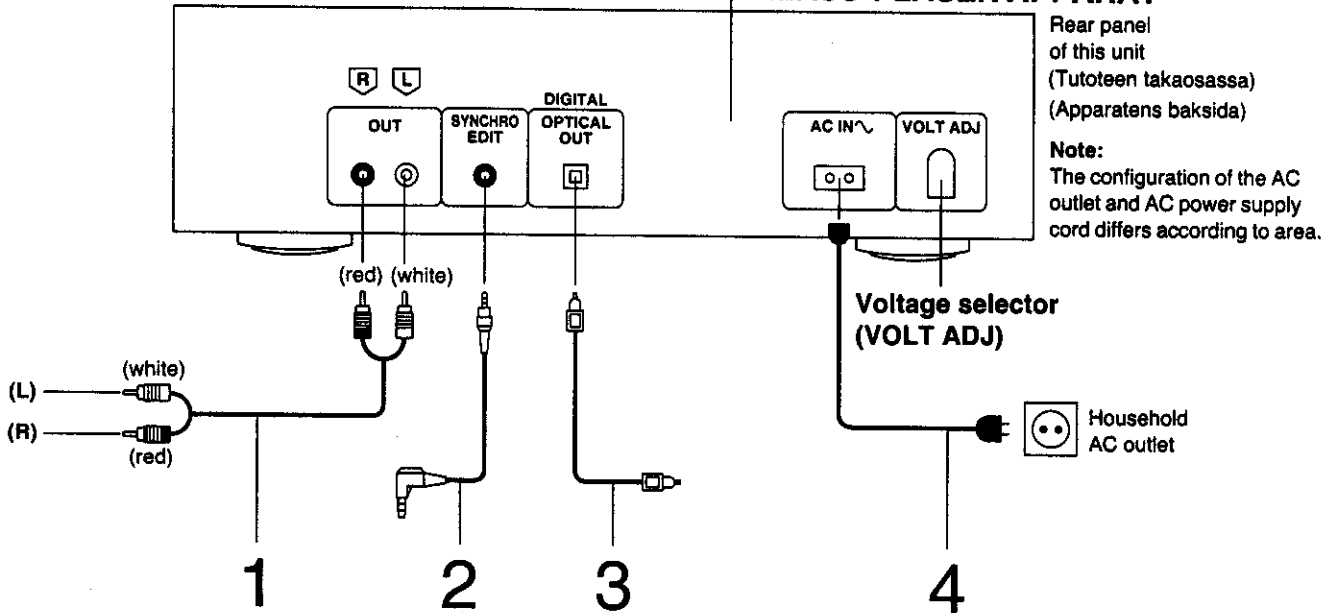 Rear panel
of this unit
(Tutoteen takaosassa)
(Apparatens baksida)
Note:
The configuration of the AC
outlet and AC power supply
cord differs according to area.
R L
OUT
SYNCHRO
EDIT
DIGITAL
OPTICAL
OUT
AC IN∿
VOLT ADJ
(red) (white)
Voltage selector
(VOLT ADJ)
(L)
(white)
(R)
(red)
Household
AC outlet
1 2 3 4